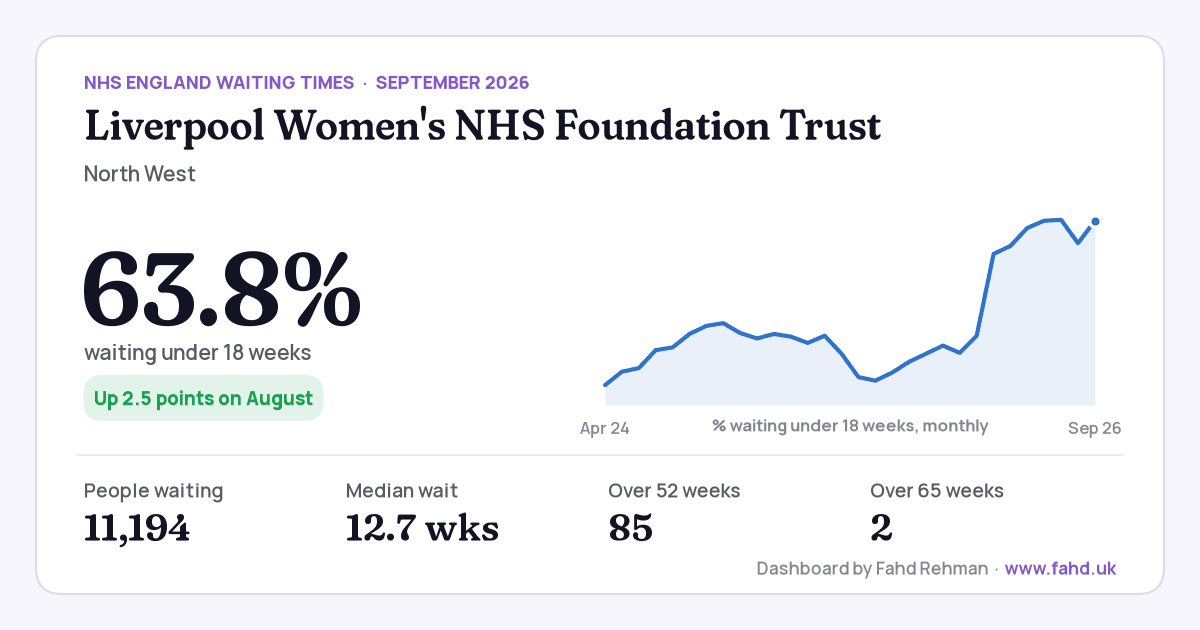 NHS ENGLAND WAITING TIMES · SEPTEMBER 2026
Liverpool Women's NHS Foundation Trust
North West
63.8%
waiting under 18 weeks
Up 2.5 points on August
Apr 24
% waiting under 18 weeks, monthly
Sep 26
People waiting
11,194
Median wait
12.7 wks
Over 52 weeks
85
Over 65 weeks
2
Dashboard by Fahd Rehman · www.fahd.uk